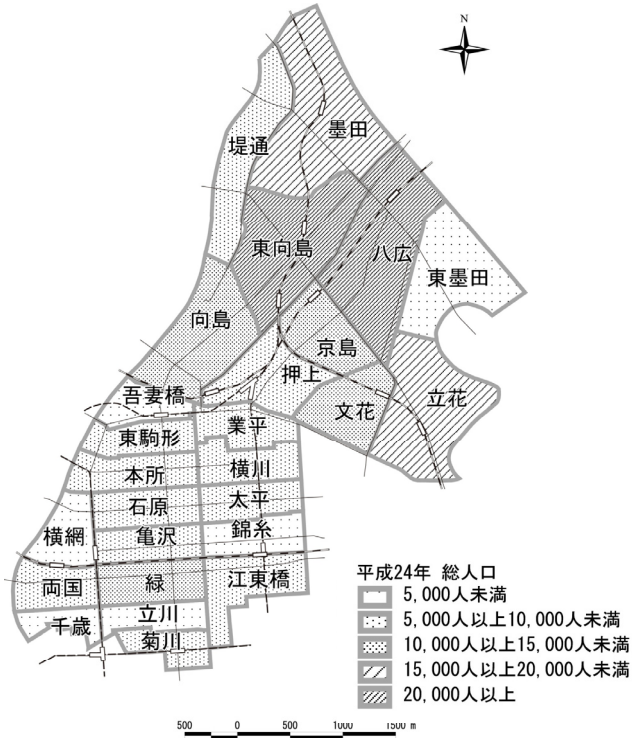 N
墨田
堤通
東向島
八広
東墨田
向島
京島
押上
吾妻橋
文花
立花
業平
東駒形
本所
横川
石原
太平
横網
亀沢
錦糸
両国
緑
江東橋
千歳
立川
菊川
平成24年 総人口
5,000人未満
5,000人以上10,000人未満
10,000人以上15,000人未満
15,000人以上20,000人未満
20,000人以上
500 0 500 1000 1500 m